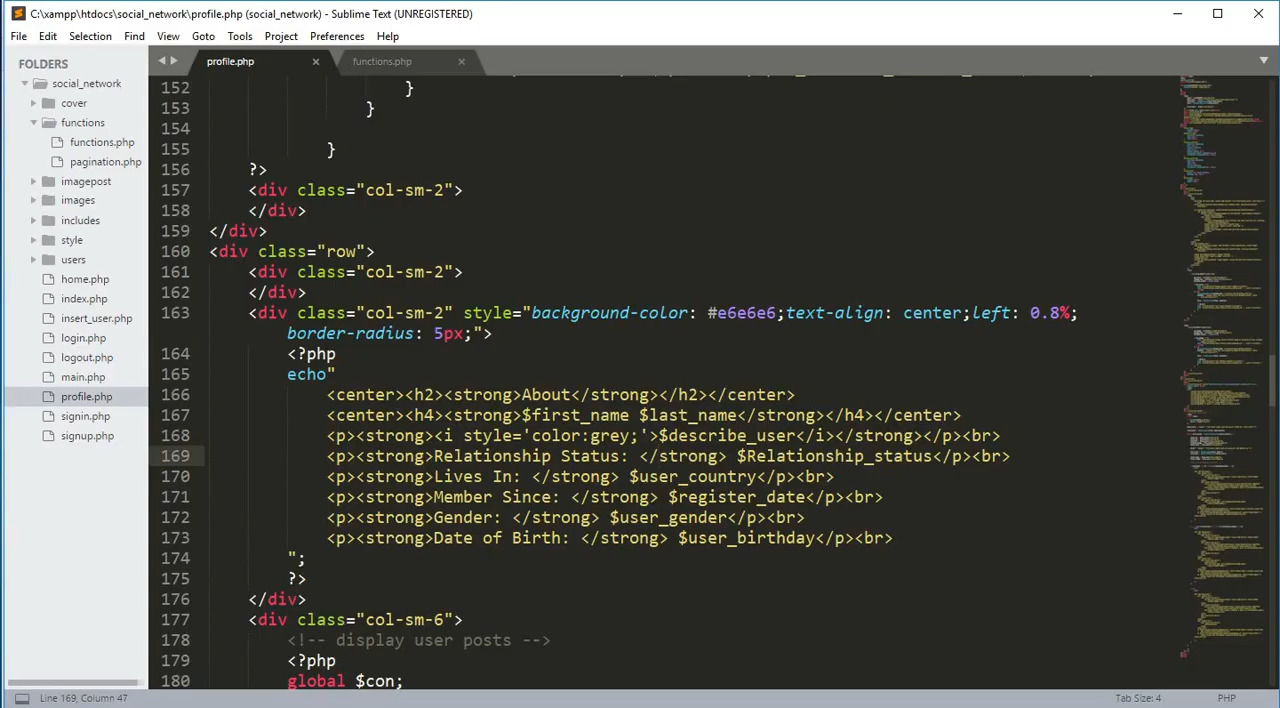 C:\xampp\htdocs\social_network\profile.php (social_network) - Sublime Text (UNREGISTERED)
File Edit Selection Find View Goto Tools Project Preferences Help
FOLDERS
social_network
cover
functions
functions.php
pagination.php
imagepost
images
includes
style
users
home.php
index.php
insert_user.php
login.php
logout.php
main.php
profile.php
signin.php
signup.php
profile.php functions.php
152 }
153 }
154
155 }
156 ?>
157 <div class="col-sm-2">
158 </div>
159 </div>
160 <div class="row">
161 <div class="col-sm-2">
162 </div>
163 <div class="col-sm-2" style="background-color: #e6e6e6;text-align: center;left: 0.8%;
border-radius: 5px;">
164 <?php
165 echo"
166 <center><h2><strong>About</strong></h2></center>
167 <center><h4><strong>$first_name $last_name</strong></h4></center>
168 <p><strong><i style='color:grey;'>$describe_user</i></strong></p><br>
169 <p><strong>Relationship Status: </strong> $Relationship_status</p><br>
170 <p><strong>Lives In: </strong> $user_country</p><br>
171 <p><strong>Member Since: </strong> $register_date</p><br>
172 <p><strong>Gender: </strong> $user_gender</p><br>
173 <p><strong>Date of Birth: </strong> $user_birthday</p><br>
174 ";
175 ?>
176 </div>
177 <div class="col-sm-6">
178 <!-- display user posts -->
179 <?php
180 global $con;
Line 169, Column 47 Tab Size: 4 PHP